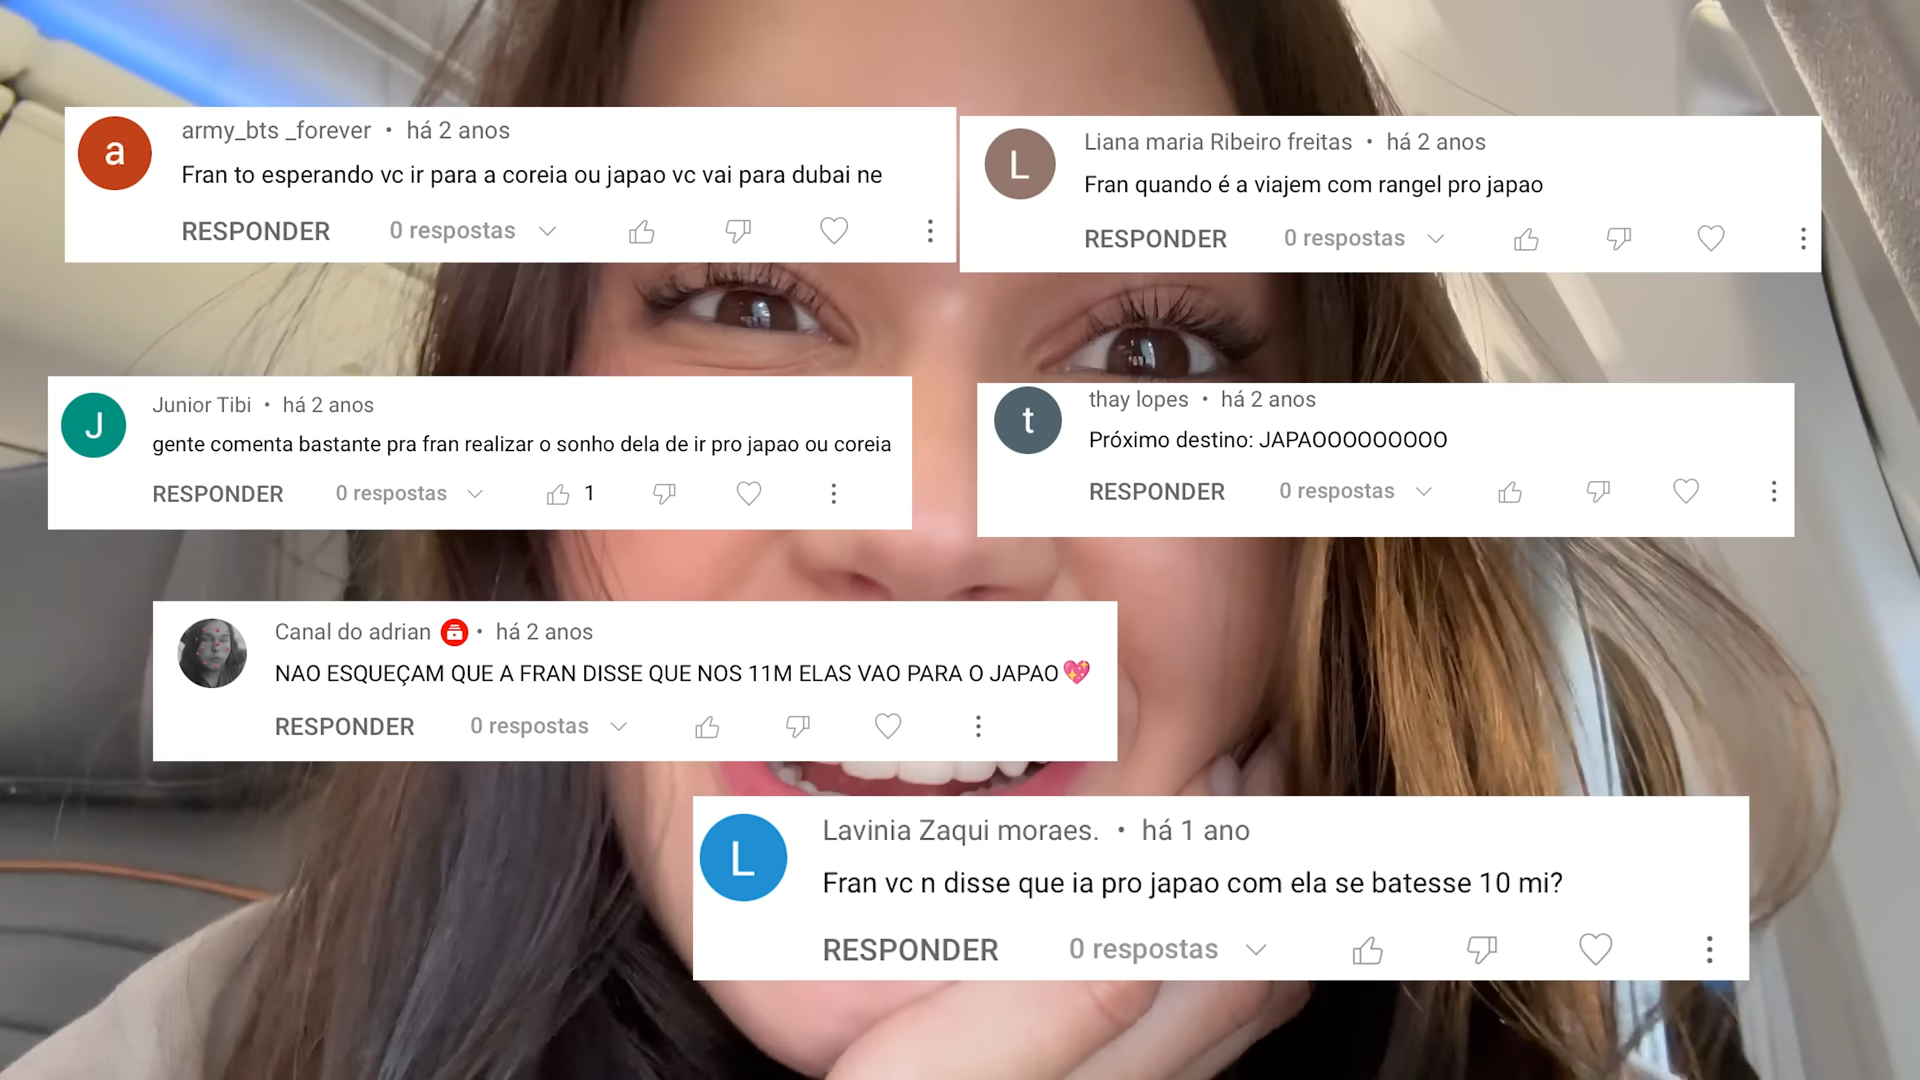 a
army_bts _forever • há 2 anos
Fran to esperando vc ir para a coreia ou japao vc vai para dubai ne
RESPONDER 0 respostas
L
Liana maria Ribeiro freitas • há 2 anos
Fran quando é a viajem com rangel pro japao
RESPONDER 0 respostas
J
Junior Tibi • há 2 anos
gente comenta bastante pra fran realizar o sonho dela de ir pro japao ou coreia
RESPONDER 0 respostas 1
t
thay lopes • há 2 anos
Próximo destino: JAPAOOOOOOOOO
RESPONDER 0 respostas
Canal do adrian • há 2 anos
NAO ESQUEÇAM QUE A FRAN DISSE QUE NOS 11M ELAS VAO PARA O JAPAO💖
RESPONDER 0 respostas
L
Lavinia Zaqui moraes. • há 1 ano
Fran vc n disse que ia pro japao com ela se batesse 10 mi?
RESPONDER 0 respostas